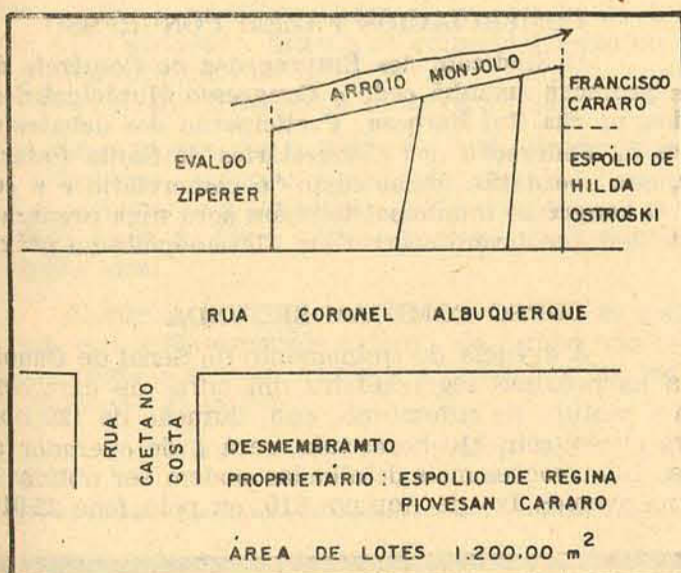 ARROIO MONJOLO
FRANCISCO
CARARO
EVALDO
ZIPERER
ESPÓLIO DE
HILDA
OSTROSKI
RUA CORONEL ALBUQUERQUE
RUA
CAETANO
COSTA
DESMEMBRAMTO
PROPRIETÁRIO: ESPOLIO DE REGINA
PIOVESAN CARARO
ÁREA DE LOTES 1.200.00 m²